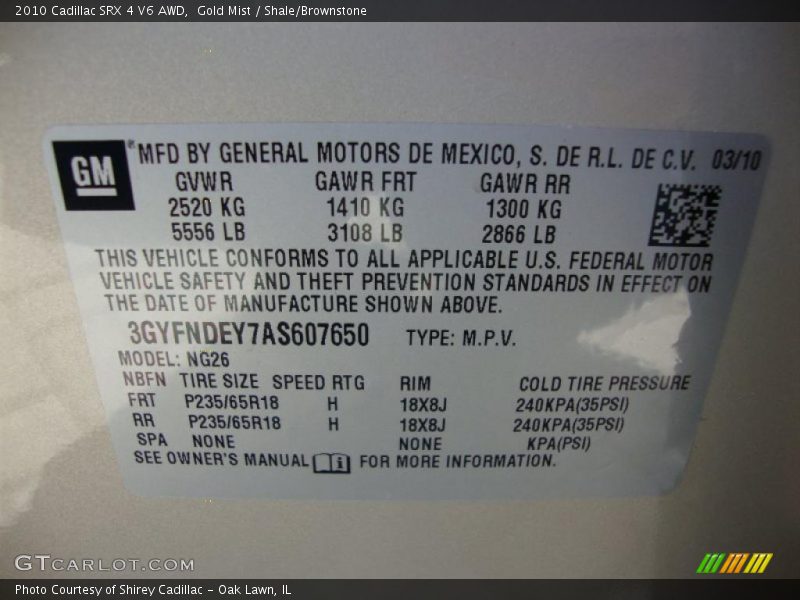 2010 Cadillac SRX 4 V6 AWD,  Gold Mist / Shale/Brownstone
GM ® MFD BY GENERAL MOTORS DE MEXICO, S. DE R.L. DE C.V. 03/10
GVWR GAWR FRT GAWR RR
2520 KG 1410 KG 1300 KG
5556 LB 3108 LB 2866 LB
THIS VEHICLE CONFORMS TO ALL APPLICABLE U.S. FEDERAL MOTOR
VEHICLE SAFETY AND THEFT PREVENTION STANDARDS IN EFFECT ON
THE DATE OF MANUFACTURE SHOWN ABOVE.
3GYFNDEY7AS607650 TYPE: M.P.V.
MODEL: NG26
NBFN TIRE SIZE SPEED RTG RIM COLD TIRE PRESSURE
FRT P235/65R18 H 18X8J 240KPA(35PSI)
RR P235/65R18 H 18X8J 240KPA(35PSI)
SPA NONE NONE KPA(PSI)
SEE OWNER'S MANUAL i FOR MORE INFORMATION.
GTCARLOT.COM
Photo Courtesy of Shirey Cadillac - Oak Lawn, IL